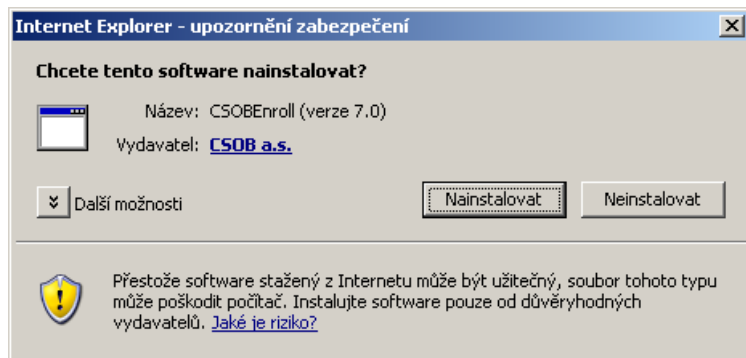 Internet Explorer - upozornění zabezpečení
Chcete tento software nainstalovat?
Název: CSOBEnroll (verze 7.0)
Vydavatel: CSOB a.s.
Další možnosti
Nainstalovat
Neinstalovat
Přestože software stažený z Internetu může být užitečný, soubor tohoto typu
může poškodit počítač. Instalujte software pouze od důvěryhodných
vydavatelů. Jaké je riziko?